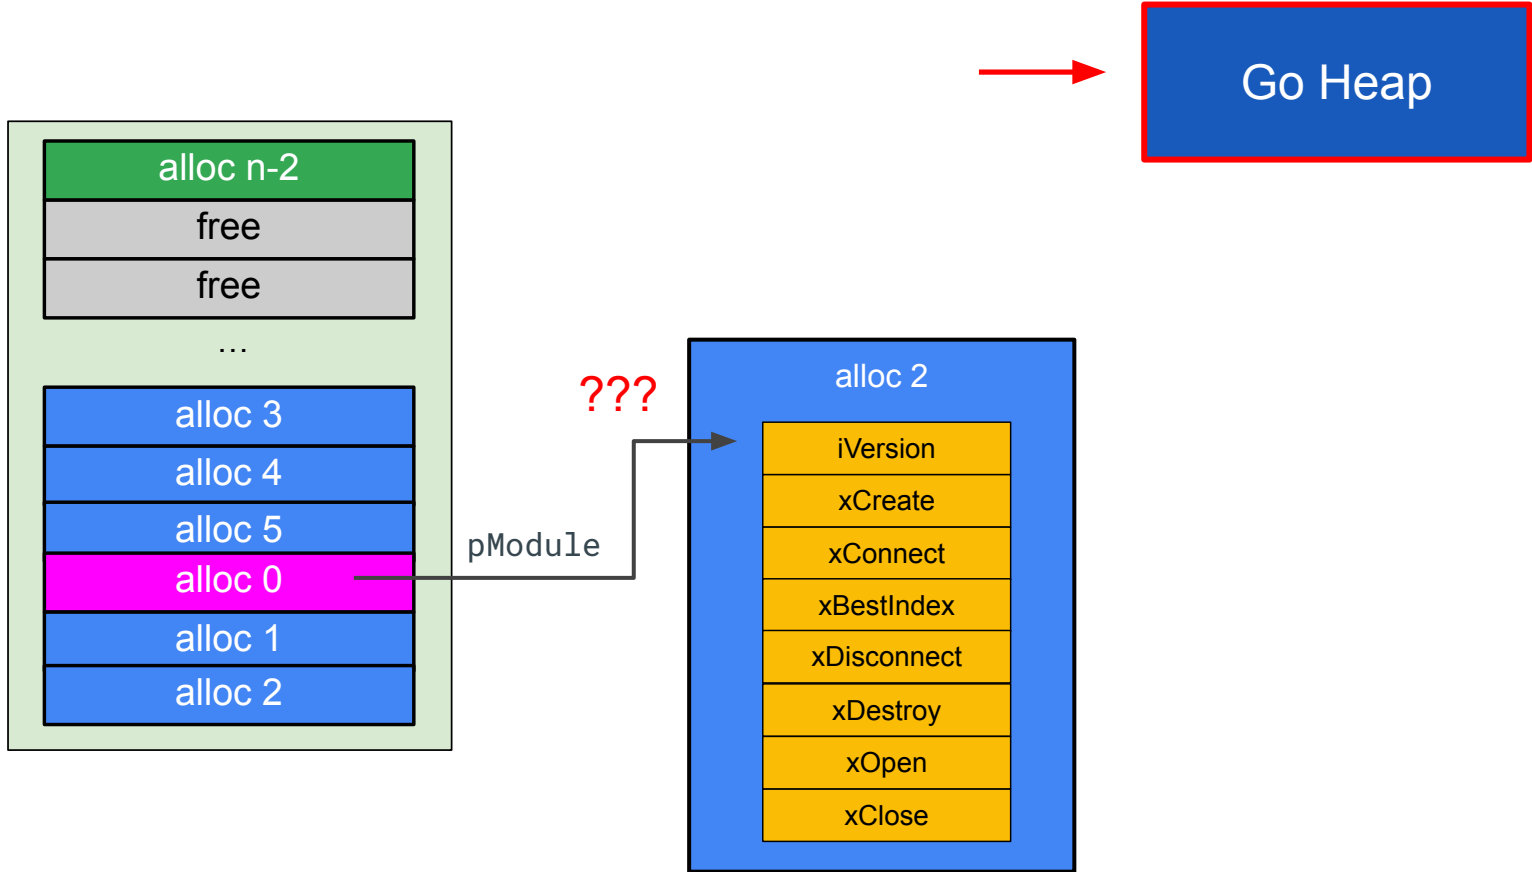 Go Heap
alloc n-2
free
free
...
alloc 3
alloc 4
alloc 5
alloc 0
alloc 1
alloc 2
pModule
???
alloc 2
iVersion
xCreate
xConnect
xBestIndex
xDisconnect
xDestroy
xOpen
xClose